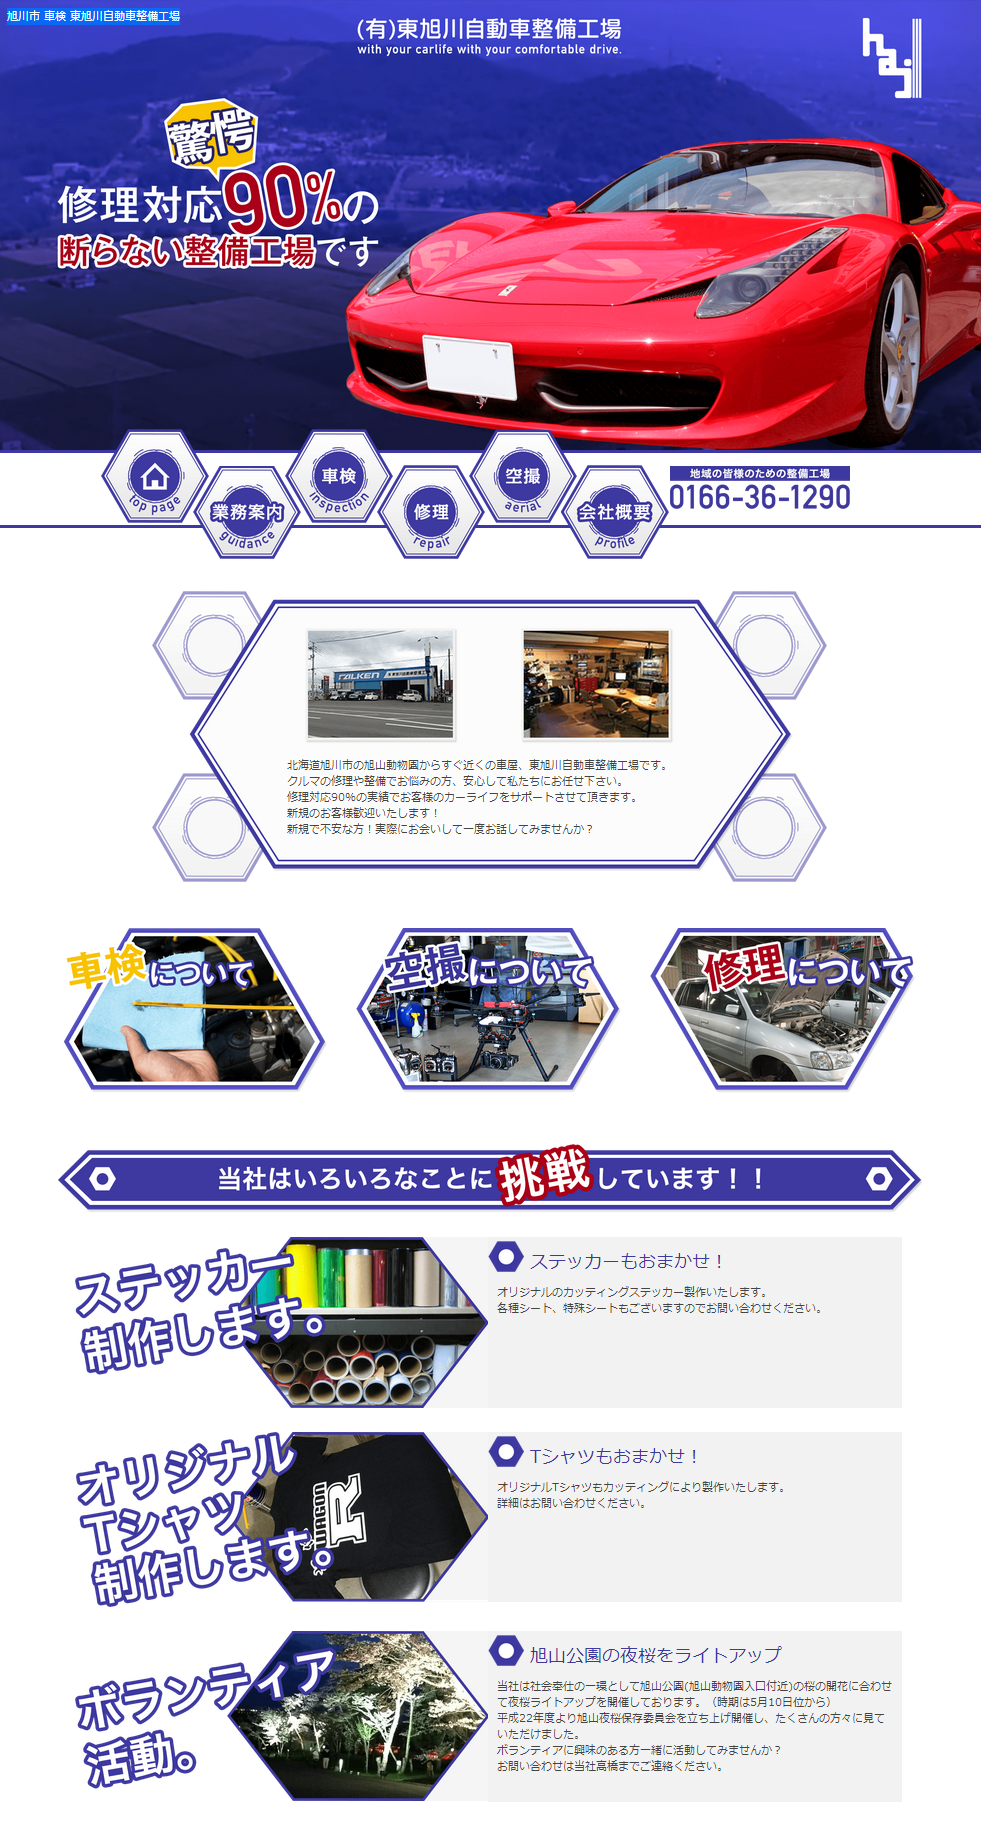 旭川市 車検 東旭川自動車整備工場
(有)東旭川自動車整備工場
with your carlife with your comfortable drive.
haji
驚愕
修理対応90%の
断らない整備工場です
top page
業務案内
guidance
車検
inspection
修理
repair
空撮
aerial
会社概要
profile
地域の皆様のための整備工場
0166-36-1290
FALKEN
北海道旭川市の旭山動物園からすぐ近くの車屋、東旭川自動車整備工場です。
クルマの修理や整備でお悩みの方、安心して私たちにお任せ下さい。
修理対応90%の実績でお客様のカーライフをサポートさせて頂きます。
新規のお客様歓迎いたします！
新規で不安な方！実際にお会いして一度お話してみませんか？
車検について
空撮について
修理について
当社はいろいろなことに挑戦しています！！
ステッカー
制作します。
ステッカーもおまかせ！
オリジナルのカッティングステッカー製作いたします。
各種シート、特殊シートもございますのでお問い合わせください。
オリジナル
Tシャツ
制作します。
R
Tシャツもおまかせ！
オリジナルTシャツもカッティングにより製作いたします。
詳細はお問い合わせください。
ボランティア
活動。
旭山公園の夜桜をライトアップ
当社は社会奉仕の一環として旭山公園(旭山動物園入口付近)の桜の開花に合わせ
て夜桜ライトアップを開催しております。（時期は5月10日位から）
平成22年度より旭山夜桜保存委員会を立ち上げ開催し、たくさんの方々に見て
いただけました。
ボランティアに興味のある方一緒に活動してみませんか？
お問い合わせは当社高橋までご連絡ください。